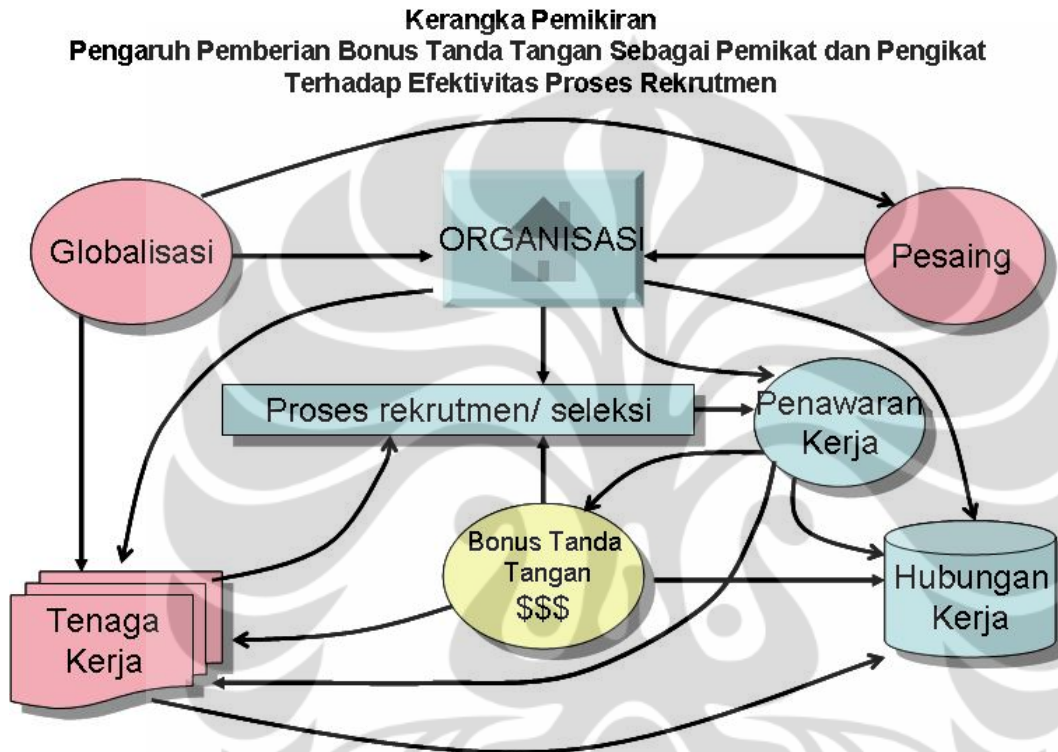 Kerangka Pemikiran
Pengaruh Pemberian Bonus Tanda Tangan Sebagai Pemikat dan Pengikat
Terhadap Efektivitas Proses Rekrutmen
Globalisasi
ORGANISASI
Pesaing
Proses rekrutmen/ seleksi
Penawaran
Kerja
Bonus Tanda
Tangan
$$$
Hubungan
Kerja
Tenaga
Kerja